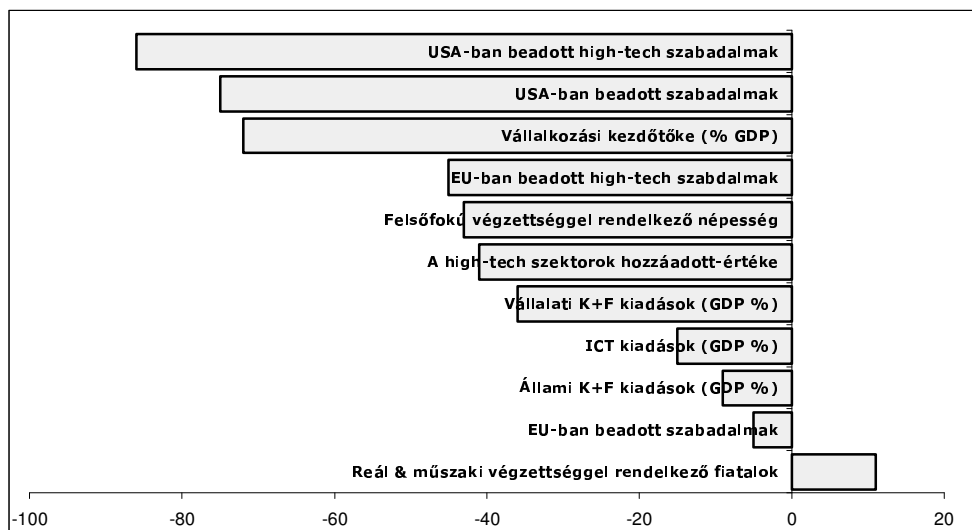 USA-ban beadott high-tech szabadalmak
USA-ban beadott szabadalmak
Vállalkozási kezdőtőke (% GDP)
EU-ban beadott high-tech szabdalmak
Felsőfokú végzettséggel rendelkező népesség
A high-tech szektorok hozzáadott-értéke
Vállalati K+F kiadások (GDP %)
ICT kiadások (GDP %)
Állami K+F kiadások (GDP %)
EU-ban beadott szabadalmak
Reál & műszaki végzettséggel rendelkező fiatalok
-100 -80 -60 -40 -20 0 20